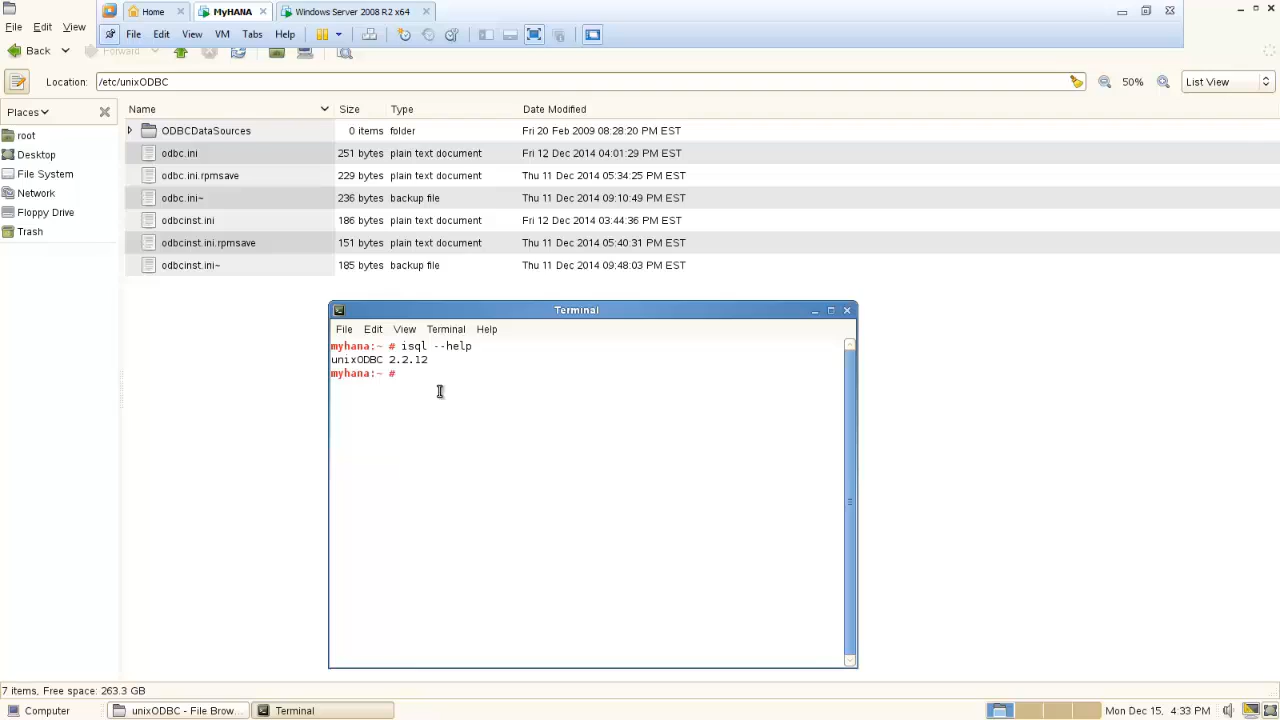 Home
MyHANA
Windows Server 2008 R2 x64
File Edit View
File Edit View VM Tabs Help
Back
Forward
Location: /etc/unixODBC
50%
List View
Places
Name Size Type Date Modified
root
Desktop
File System
Network
Floppy Drive
Trash
ODBCDataSources 0 items folder Fri 20 Feb 2009 08:28:20 PM EST
odbc.ini 251 bytes plain text document Fri 12 Dec 2014 04:01:29 PM EST
odbc.ini.rpmsave 229 bytes plain text document Thu 11 Dec 2014 05:34:25 PM EST
odbc.ini~ 236 bytes backup file Thu 11 Dec 2014 09:10:49 PM EST
odbcinst.ini 186 bytes plain text document Fri 12 Dec 2014 03:44:36 PM EST
odbcinst.ini.rpmsave 151 bytes plain text document Thu 11 Dec 2014 05:40:31 PM EST
odbcinst.ini~ 185 bytes backup file Thu 11 Dec 2014 09:48:03 PM EST
Terminal
File Edit View Terminal Help
myhana:~ # isql --help
unixODBC 2.2.12
myhana:~ #
7 items, Free space: 263.3 GB
Computer
unixODBC - File Brow...
Terminal
Mon Dec 15, 4:33 PM